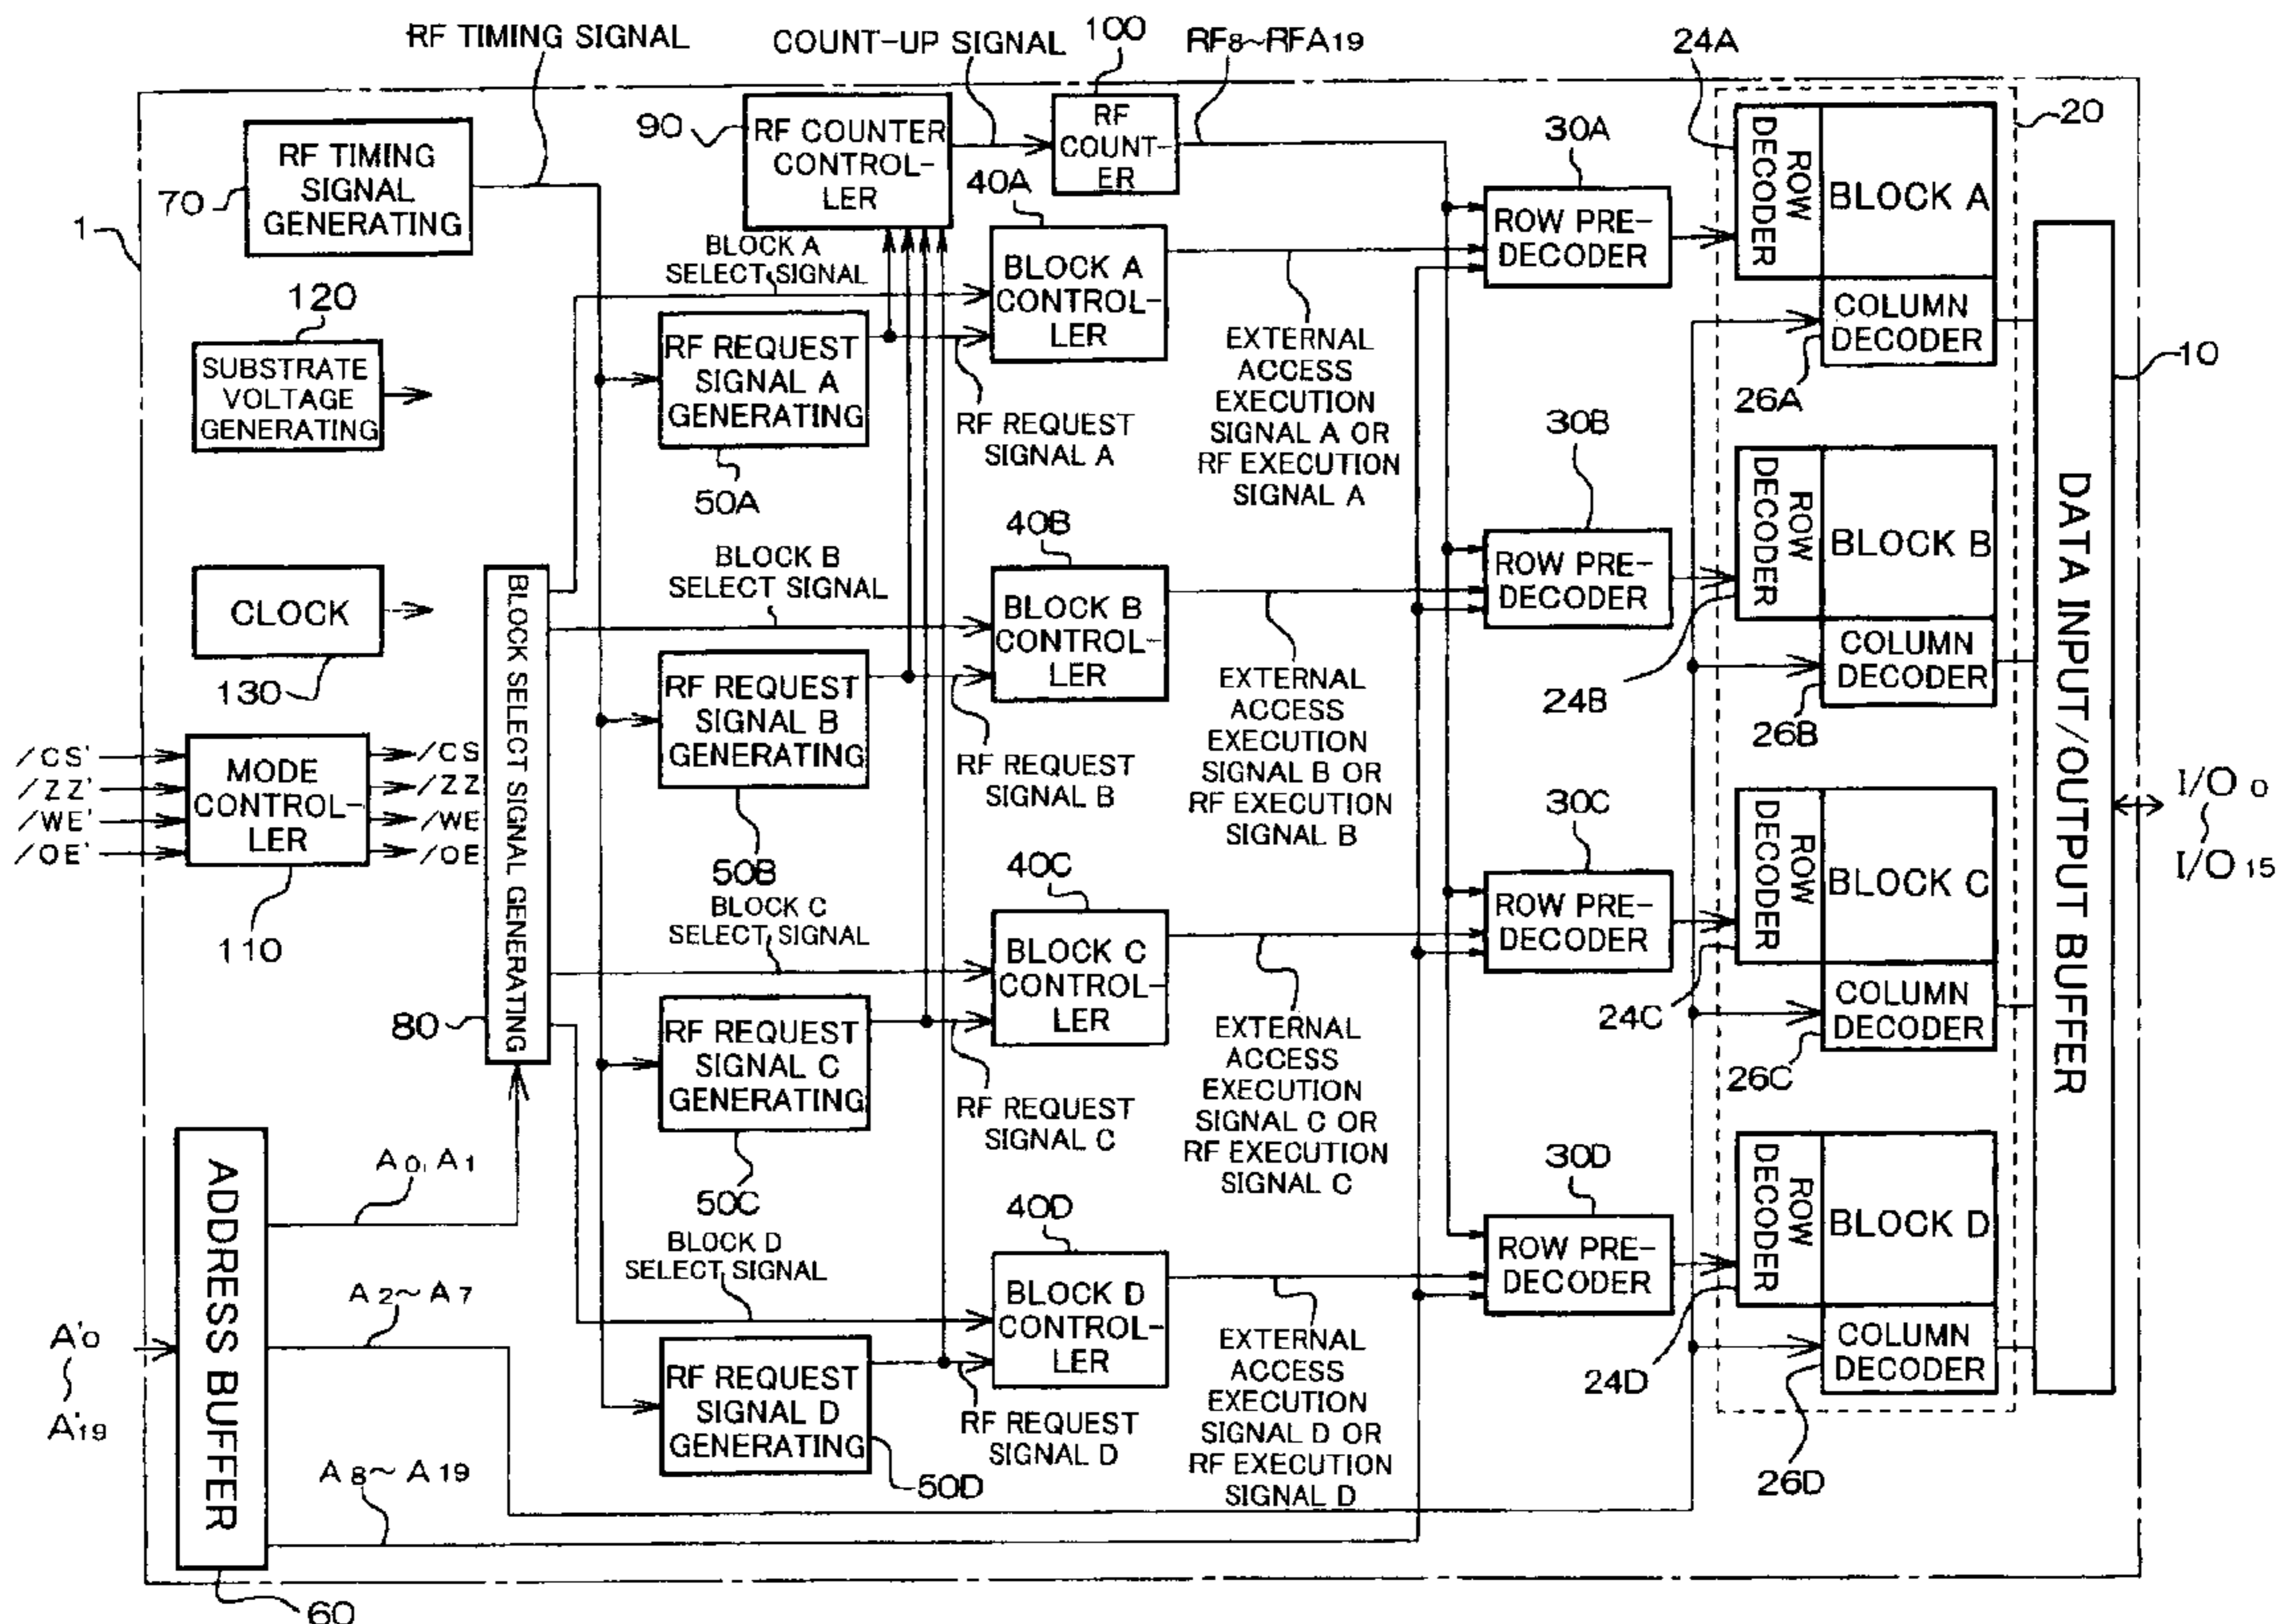 RF TIMING SIGNAL
COUNT-UP SIGNAL
100
RF8~RFA19
24A
20
1
70
RF TIMING
SIGNAL
GENERATING
90
RF COUNTER
CONTROL-
LER
RF
COUNT-
ER
120
SUBSTRATE
VOLTAGE
GENERATING
CLOCK
130
/CS'
/ZZ'
/WE'
/OE'
MODE
CONTROL-
LER
/CS
/ZZ
/WE
/OE
110
BLOCK SELECT SIGNAL GENERATING
80
ADDRESS BUFFER
60
A'0
A'19
A0, A1
A2~A7
A8~A19
BLOCK A
SELECT SIGNAL
RF REQUEST
SIGNAL A
GENERATING
50A
40A
BLOCK A
CONTROL-
LER
RF REQUEST
SIGNAL A
EXTERNAL
ACCESS
EXECUTION
SIGNAL A OR
RF EXECUTION
SIGNAL A
30A
ROW PRE-
DECODER
ROW
DECODER
BLOCK A
COLUMN
DECODER
26A
BLOCK B
SELECT SIGNAL
RF REQUEST
SIGNAL B
GENERATING
50B
40B
BLOCK B
CONTROL-
LER
RF REQUEST
SIGNAL B
EXTERNAL
ACCESS
EXECUTION
SIGNAL B OR
RF EXECUTION
SIGNAL B
30B
ROW PRE-
DECODER
24B
ROW
DECODER
BLOCK B
COLUMN
DECODER
26B
BLOCK C
SELECT SIGNAL
RF REQUEST
SIGNAL C
GENERATING
50C
40C
BLOCK C
CONTROL-
LER
RF REQUEST
SIGNAL C
EXTERNAL
ACCESS
EXECUTION
SIGNAL C OR
RF EXECUTION
SIGNAL C
30C
ROW PRE-
DECODER
24C
ROW
DECODER
BLOCK C
COLUMN
DECODER
26C
BLOCK D
SELECT SIGNAL
RF REQUEST
SIGNAL D
GENERATING
50D
40D
BLOCK D
CONTROL-
LER
RF REQUEST
SIGNAL D
EXTERNAL
ACCESS
EXECUTION
SIGNAL D OR
RF EXECUTION
SIGNAL D
30D
ROW PRE-
DECODER
24D
ROW
DECODER
BLOCK D
COLUMN
DECODER
26D
10
DATA INPUT/OUTPUT BUFFER
I/O 0
I/O 15